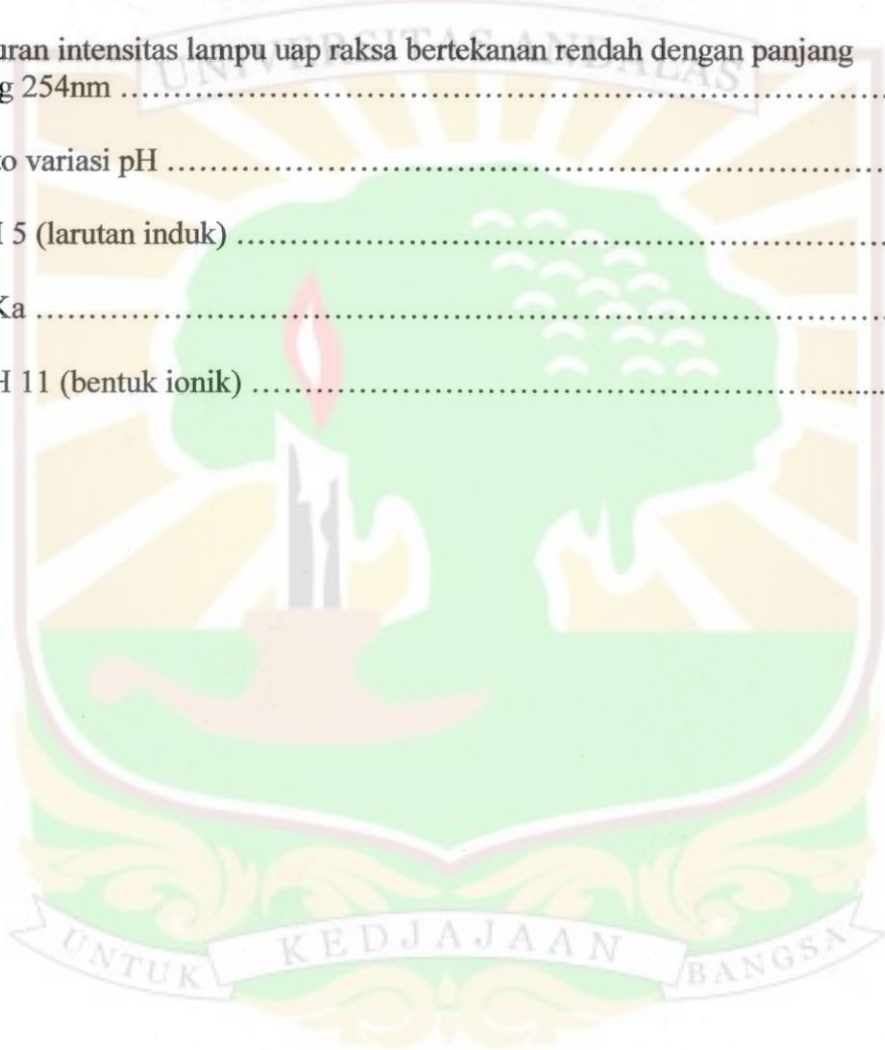 UNIVERSITAS ANDALAS
uran intensitas lampu uap raksa bertekanan rendah dengan panjang
g 254nm ........................................................................
to variasi pH ........................................................................
5 (larutan induk) ........................................................................
Ka ........................................................................
H 11 (bentuk ionik) ........................................................................
UNTUK KEDJAJAAN BANGSA